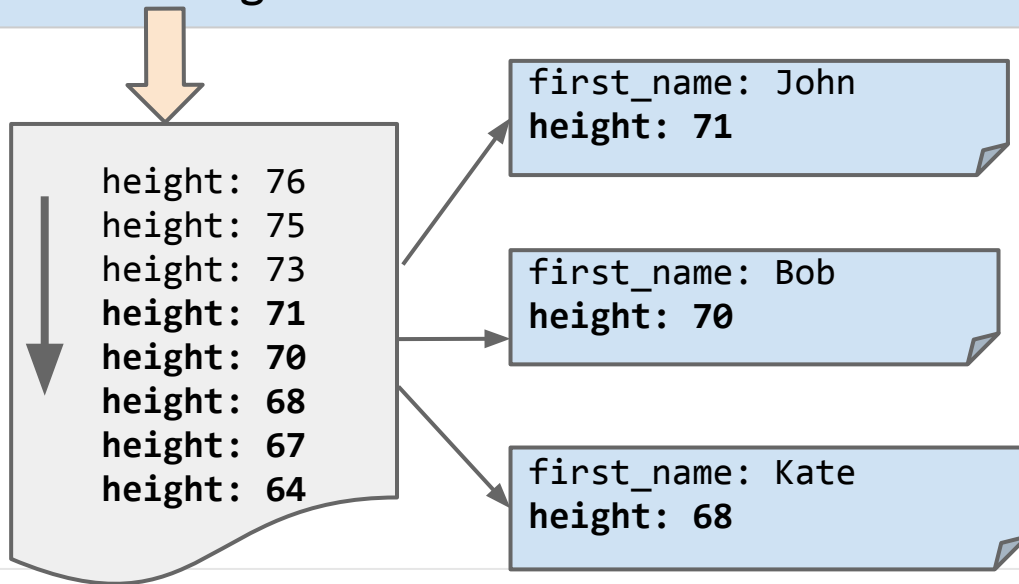 height: 76
height: 75
height: 73
height: 71
height: 70
height: 68
height: 67
height: 64
first_name: John
height: 71
first_name: Bob
height: 70
first_name: Kate
height: 68